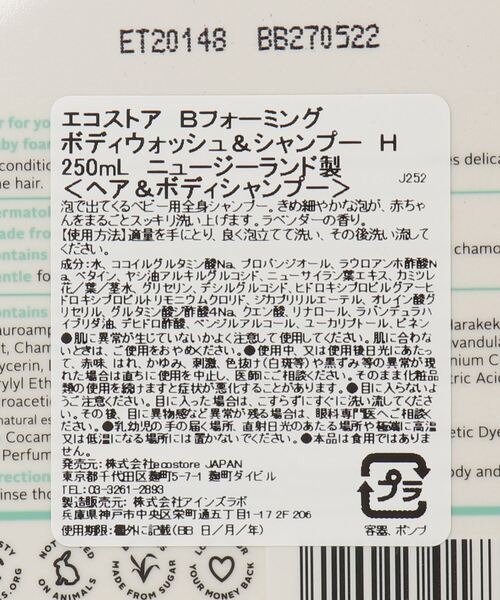 ET20148 BB270522
エコストア Bフォーミング
ボディウォッシュ&シャンプー H
250mL ニュージーランド製
<ヘア&ボディシャンプー>
J252
泡で出てくるベビー用全身シャンプー。きめ細やかな泡が、赤ちゃ
んをまるごとスッキリ洗い上げます。ラベンダーの香り。
【使用方法】適量を手にとり、良く泡立てて洗い、その後洗い流して
ください。
成分:水、ココイルグルタミン酸Na、プロパンジオール、ラウロアンホ酢酸N
a、ベタイン、ヤシ油アルキルグルコシド、ニューサイラン葉エキス、カミツレ
花/葉/茎水、グリセリン、デシルグルコシド、ヒドロキシプロピルグアーヒ
ドロキシプロピルトリモニウムクロリド、ジカプリリルエーテル、オレイン酸グ
リセリル、グルタミン酸ジ酢酸4Na、クエン酸、リナロール、ラバンデュラハ
イブリダ油、デヒドロ酢酸、ベンジルアルコール、ユーカリプトール、ピネン
●肌に異常が生じていないかよく注意して使用してください。肌に合わ
ないときは、ご使用をおやめください。●使用中、又は使用後日光にあたっ
て、赤味、はれ、かゆみ、刺激、色抜け(白斑等)や黒ずみ等の異常が現
れた場合は直ちに使用を中止し、医師にご相談ください。そのまま化粧品
類の使用を続けますと症状が悪化することがあります。●目に入らないよ
うご注意ください。目に入った場合は、こすらずにすぐに洗い流してくださ
い。その後、目に異物感など異常が残る場合は、眼科専門医へご相談く
ださい。●乳幼児の手の届く場所、直射日光のあたる場所や極端に高温
又は低温になる場所には置かないでください。●本品は食用ではありま
せん。
発売元:株式会社ecostore JAPAN
東京都千代田区麹町5-7-1 麹町ダイビル
TEL:03-3261-2893
製造販売元:株式会社アインズラボ
兵庫県神戸市中央区栄町通五丁目1-17 2F 206
使用期限:欄外に記載(BB 日/月/年)
プラ
容器、ポンプ
NOT
ON ANIMALS
MADE FROM SUGAR
LOVE
YOUR MONEY BACK